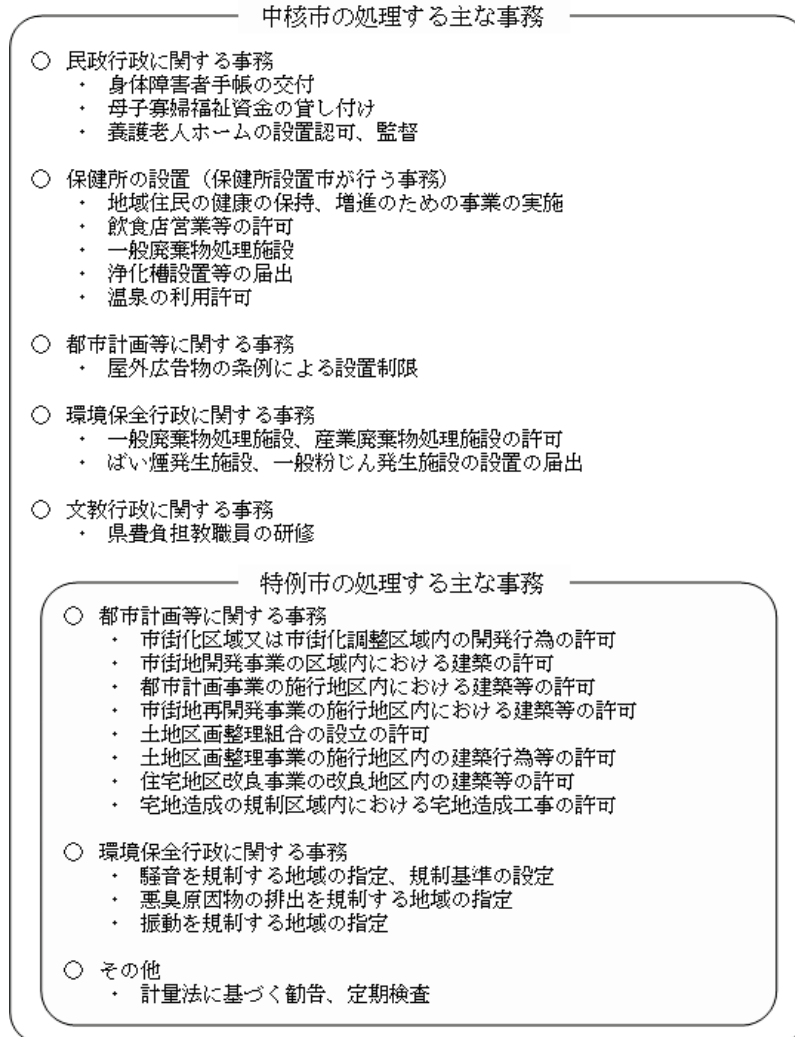 中核市の処理する主な事務
○ 民政行政に関する事務
・ 身体障害者手帳の交付
・ 母子寡婦福祉資金の貸し付け
・ 養護老人ホームの設置認可、監督
○ 保健所の設置（保健所設置市が行う事務）
・ 地域住民の健康の保持、増進のための事業の実施
・ 飲食店営業等の許可
・ 一般廃棄物処理施設
・ 浄化槽設置等の届出
・ 温泉の利用許可
○ 都市計画等に関する事務
・ 屋外広告物の条例による設置制限
○ 環境保全行政に関する事務
・ 一般廃棄物処理施設、産業廃棄物処理施設の許可
・ ばい煙発生施設、一般粉じん発生施設の設置の届出
○ 文教行政に関する事務
・ 県費負担教職員の研修
特例市の処理する主な事務
○ 都市計画等に関する事務
・ 市街化区域又は市街化調整区域内の開発行為の許可
・ 市街地開発事業の区域内における建築の許可
・ 都市計画事業の施行地区内における建築等の許可
・ 市街地再開発事業の施行地区内における建築等の許可
・ 土地区画整理組合の設立の許可
・ 土地区画整理事業の施行地区内の建築行為等の許可
・ 住宅地区改良事業の改良地区内の建築等の許可
・ 宅地造成の規制区域内における宅地造成工事の許可
○ 環境保全行政に関する事務
・ 騒音を規制する地域の指定、規制基準の設定
・ 悪臭原因物の排出を規制する地域の指定
・ 振動を規制する地域の指定
○ その他
・ 計量法に基づく勧告、定期検査